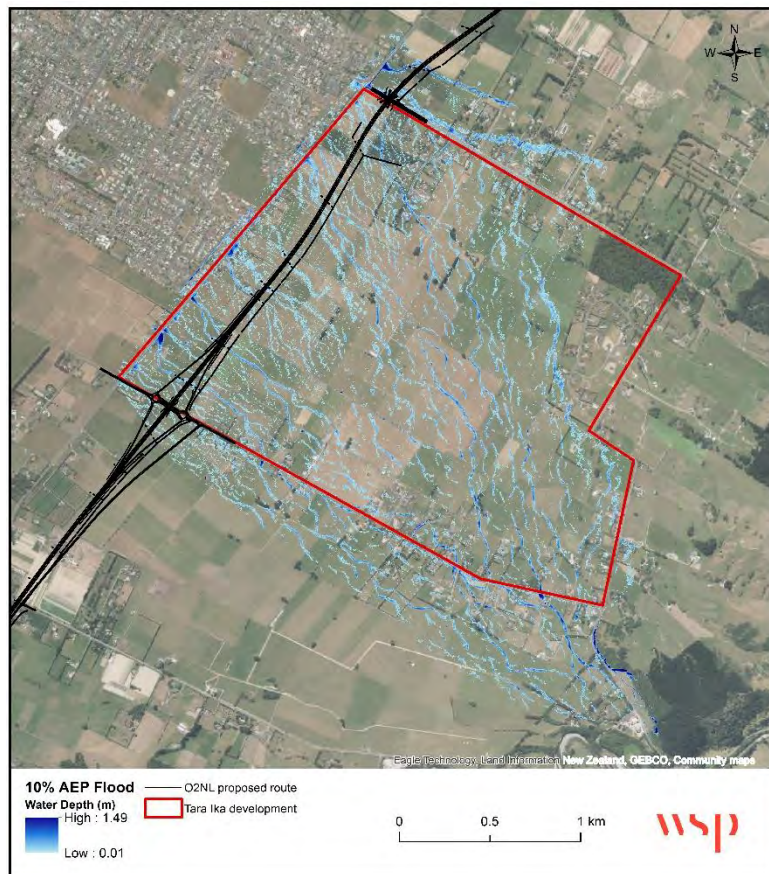 N
W E
S
Eagle Technology, Land Information New Zealand, GEBCO, Community maps
10% AEP Flood
Water Depth (m)
High : 1.49
Low : 0.01
O2NL proposed route
Tara Ika development
0 0.5 1 km
wsp